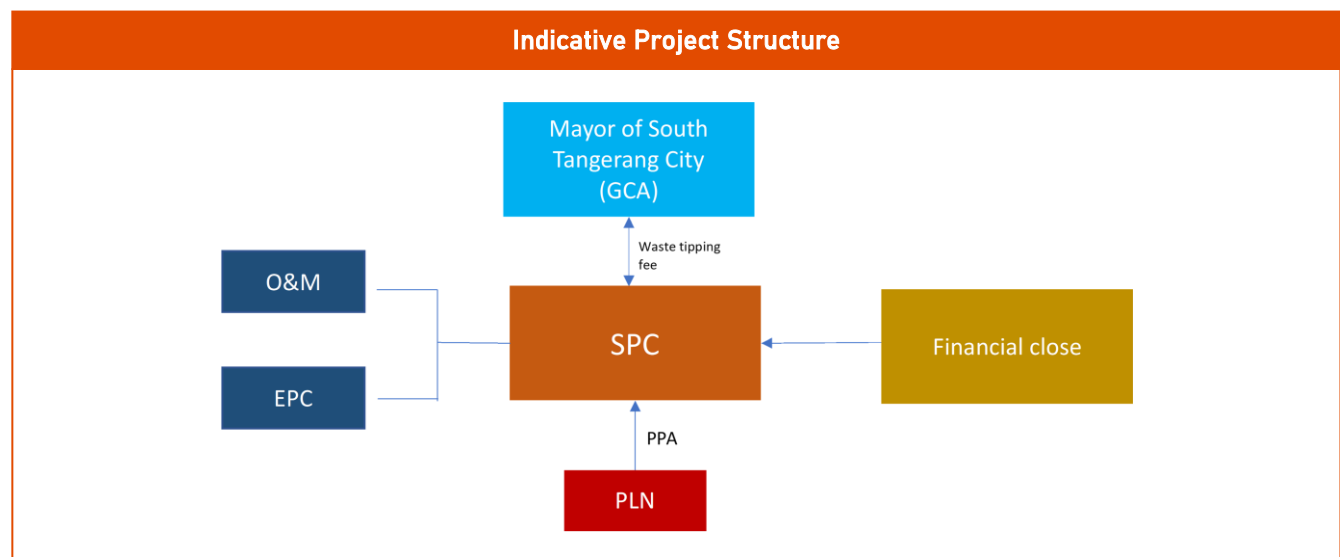 Indicative Project Structure
Mayor of South
Tangerang City
(GCA)
Waste tipping
fee
O&M
SPC
Financial close
EPC
PPA
PLN